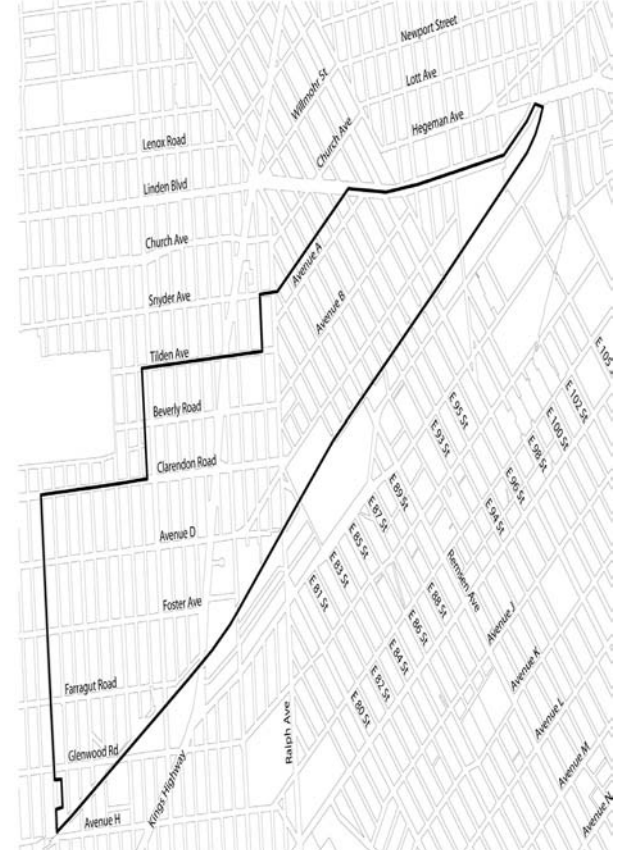 Newport Street
Lott Ave
Willmohr St
Hegeman Ave
Church Ave
Lenox Road
Linden Blvd
Church Ave
Avenue A
Snyder Ave
Avenue B
Tilden Ave
E 105
Beverly Road
E 102 St
E 95 St
E 100 St
E 93 St
E 98 St
Clarendon Road
E 96 St
E 89 St
E 94 St
E 87 St
Avenue D
E 85 St
E 83 St
Remsen Ave
E 81 St
E 88 St
Foster Ave
E 86 St
Avenue J
E 84 St
Avenue K
E 82 St
Farragut Road
E 80 St
Avenue L
Ralph Ave
Glenwood Rd
Avenue M
Kings Highway
Avenue N
Avenue H